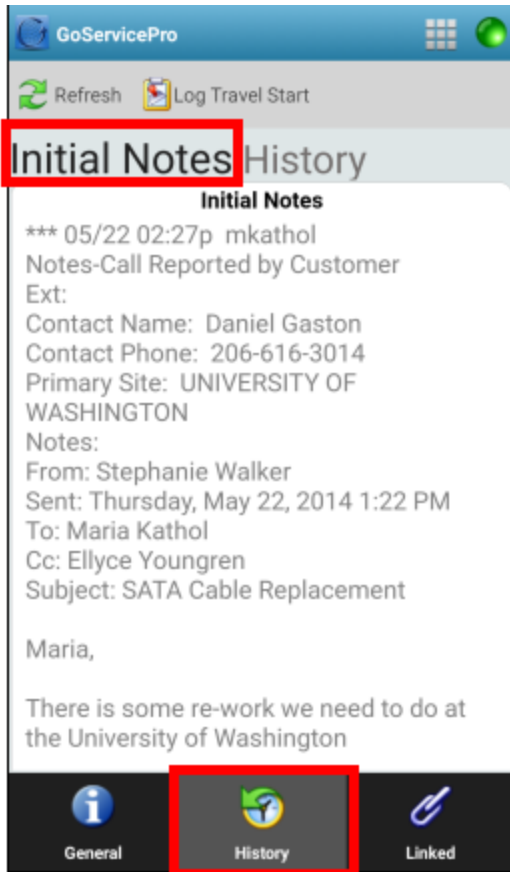 GoServicePro
Refresh Log Travel Start
Initial Notes History
Initial Notes
*** 05/22 02:27p mkathol
Notes-Call Reported by Customer
Ext:
Contact Name: Daniel Gaston
Contact Phone: 206-616-3014
Primary Site: UNIVERSITY OF
WASHINGTON
Notes:
From: Stephanie Walker
Sent: Thursday, May 22, 2014 1:22 PM
To: Maria Kathol
Cc: Ellyce Youngren
Subject: SATA Cable Replacement
Maria,
There is some re-work we need to do at
the University of Washington
General History Linked